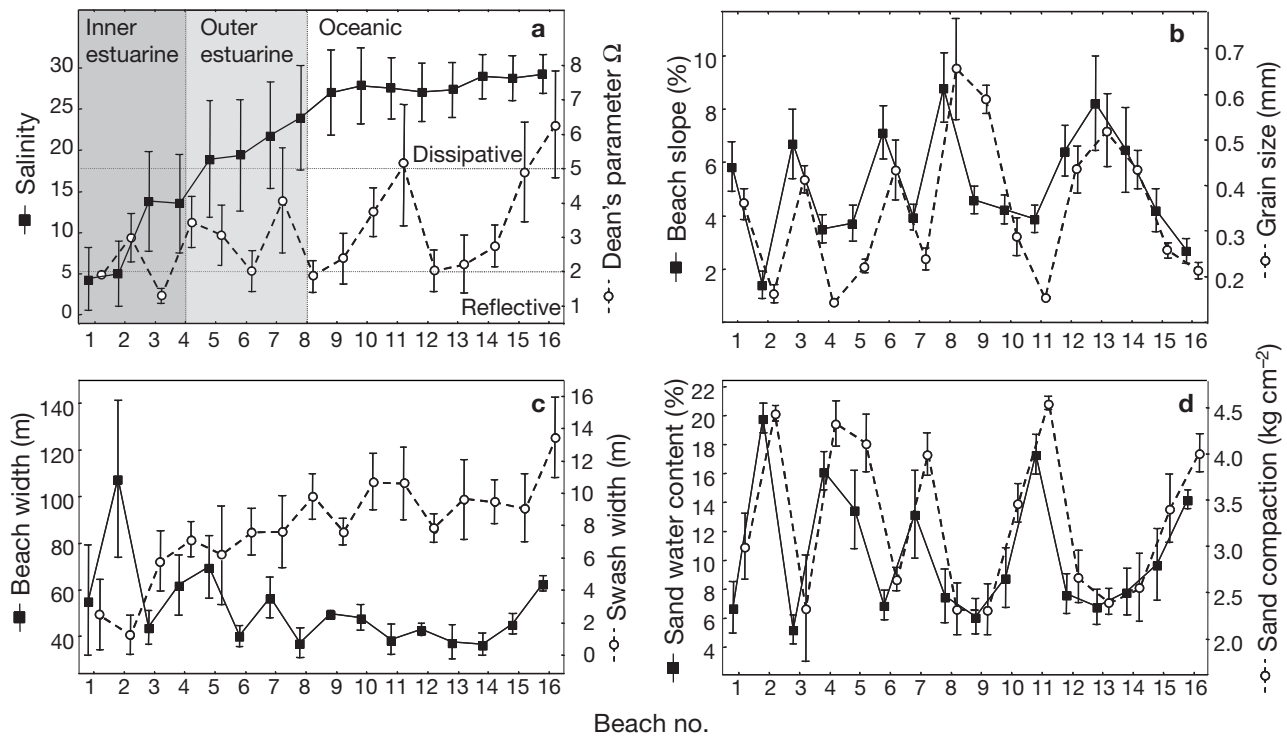 Inner
estuarine
Outer
estuarine
Oceanic
a
Dissipative
Reflective
Salinity
30
25
20
15
10
5
0
Dean's parameter Ω
8
7
6
5
4
3
2
1
1 2 3 4 5 6 7 8 9 10 11 12 13 14 15 16
b
Beach slope (%)
10
8
6
4
2
Grain size (mm)
0.7
0.6
0.5
0.4
0.3
0.2
1 2 3 4 5 6 7 8 9 10 11 12 13 14 15 16
c
Beach width (m)
140
120
100
80
60
40
Swash width (m)
16
14
12
10
8
6
4
2
0
1 2 3 4 5 6 7 8 9 10 11 12 13 14 15 16
d
Sand water content (%)
22
20
18
16
14
12
10
8
6
4
Sand compaction (kg cm⁻²)
4.5
4.0
3.5
3.0
2.5
2.0
1 2 3 4 5 6 7 8 9 10 11 12 13 14 15 16
Beach no.